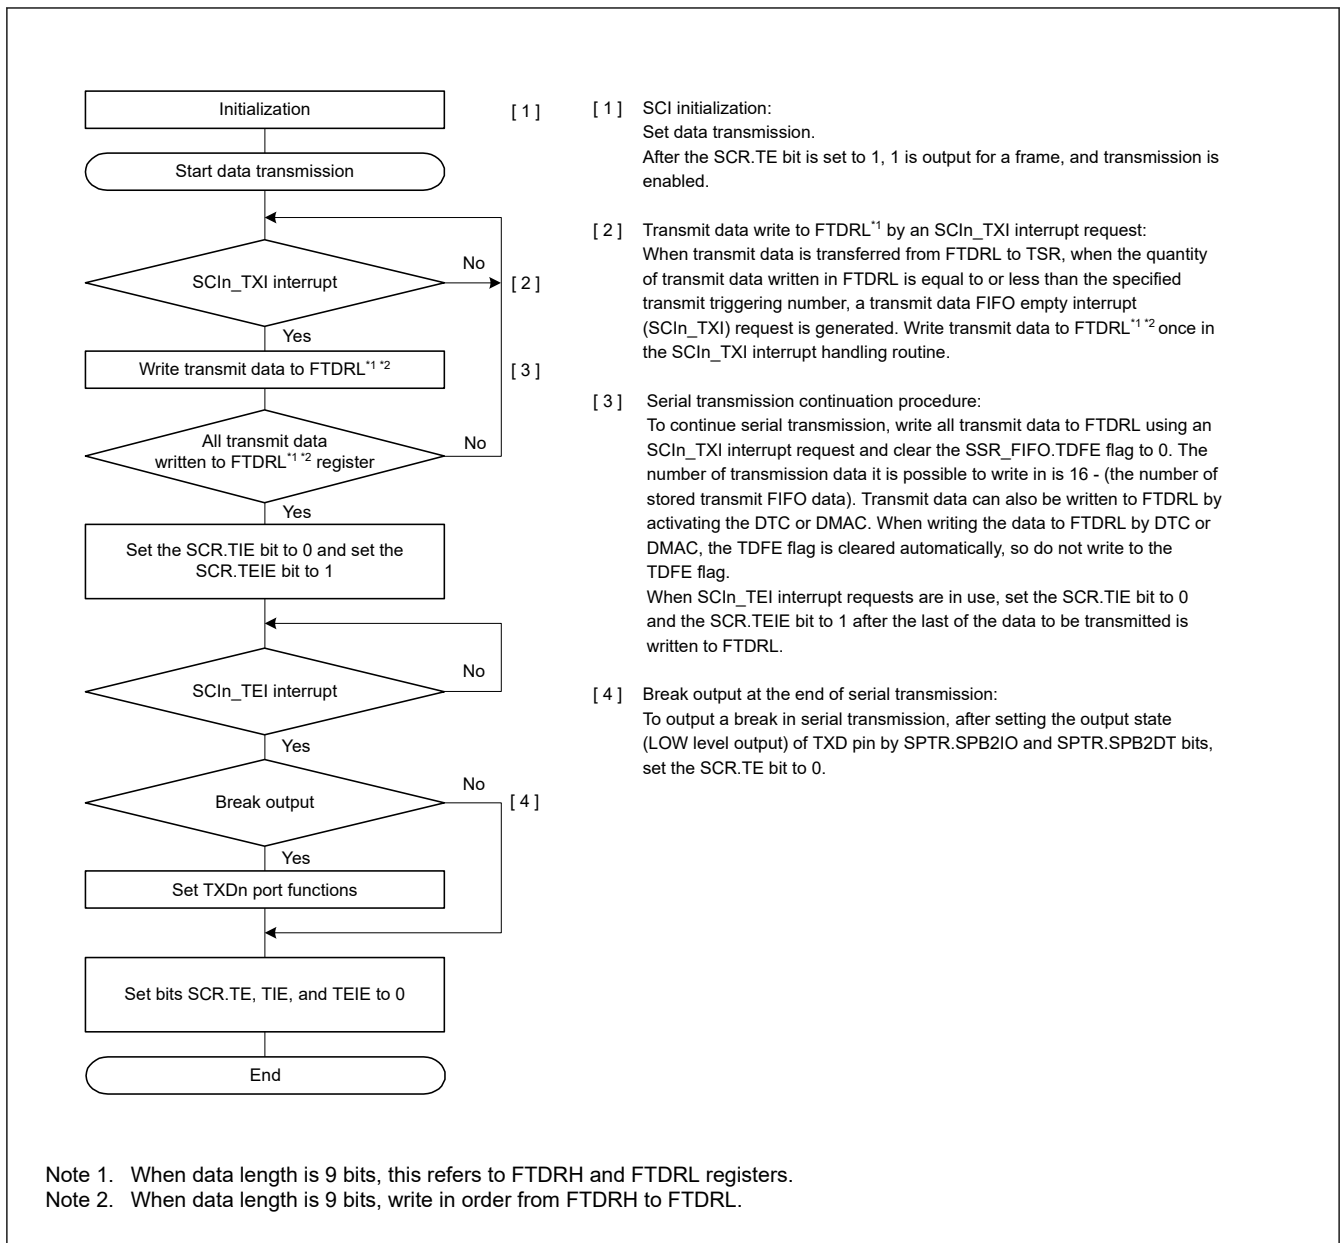 Initialization
[ 1 ]
Start data transmission
SCIn_TXI interrupt
No
[ 2 ]
Yes
Write transmit data to FTDRL*1 *2
[ 3 ]
All transmit data
written to FTDRL*1 *2 register
No
Yes
Set the SCR.TIE bit to 0 and set the
SCR.TEIE bit to 1
SCIn_TEI interrupt
No
Yes
Break output
No
[ 4 ]
Yes
Set TXDn port functions
Set bits SCR.TE, TIE, and TEIE to 0
End
[ 1 ] SCI initialization:
Set data transmission.
After the SCR.TE bit is set to 1, 1 is output for a frame, and transmission is
enabled.
[ 2 ] Transmit data write to FTDRL*1 by an SCIn_TXI interrupt request:
When transmit data is transferred from FTDRL to TSR, when the quantity
of transmit data written in FTDRL is equal to or less than the specified
transmit triggering number, a transmit data FIFO empty interrupt
(SCIn_TXI) request is generated. Write transmit data to FTDRL*1 *2 once in
the SCIn_TXI interrupt handling routine.
[ 3 ] Serial transmission continuation procedure:
To continue serial transmission, write all transmit data to FTDRL using an
SCIn_TXI interrupt request and clear the SSR_FIFO.TDFE flag to 0. The
number of transmission data it is possible to write in is 16 - (the number of
stored transmit FIFO data). Transmit data can also be written to FTDRL by
activating the DTC or DMAC. When writing the data to FTDRL by DTC or
DMAC, the TDFE flag is cleared automatically, so do not write to the
TDFE flag.
When SCIn_TEI interrupt requests are in use, set the SCR.TIE bit to 0
and the SCR.TEIE bit to 1 after the last of the data to be transmitted is
written to FTDRL.
[ 4 ] Break output at the end of serial transmission:
To output a break in serial transmission, after setting the output state
(LOW level output) of TXD pin by SPTR.SPB2IO and SPTR.SPB2DT bits,
set the SCR.TE bit to 0.
Note 1. When data length is 9 bits, this refers to FTDRH and FTDRL registers.
Note 2. When data length is 9 bits, write in order from FTDRH to FTDRL.